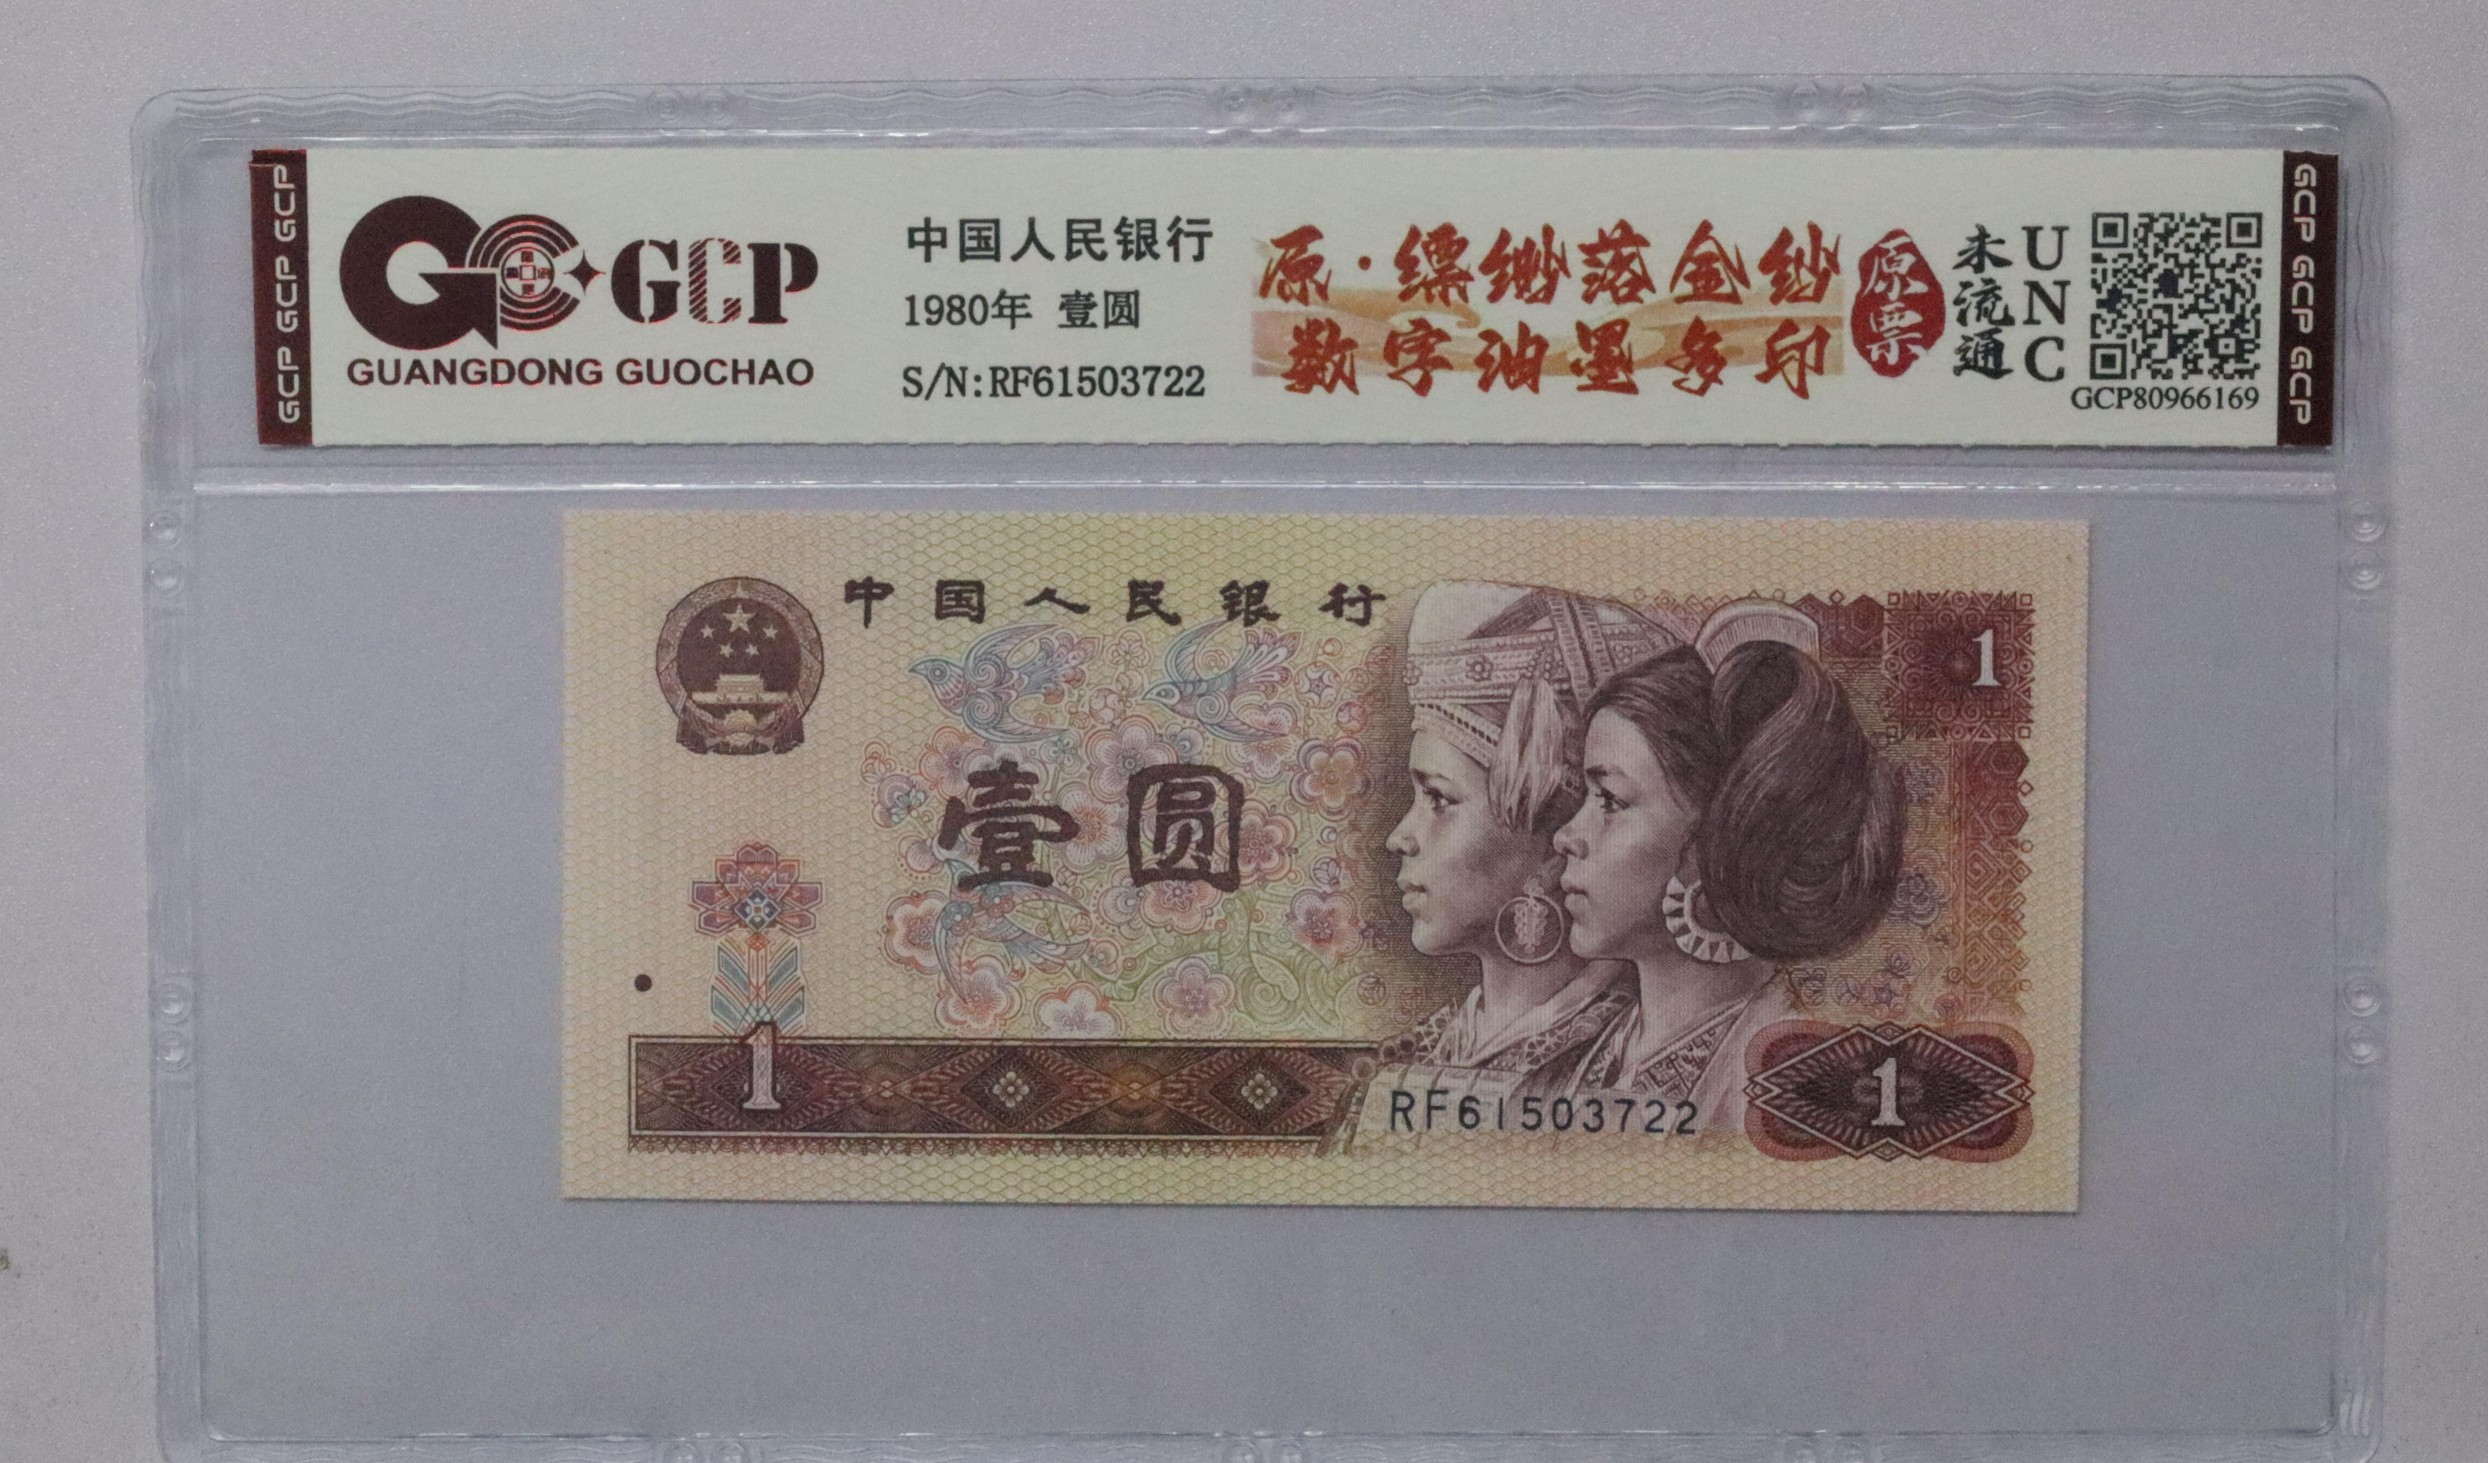 GCP GCP GCP
GCP
GUANGDONG GUOCHAO
中国人民银行
1980年 壹圆
S/N:RF61503722
原·缥缈落金纱
数字油墨多印
原票
未流通
UNC
GCP80966169
GCP GCP GCP
中国人民银行
1
壹圆
1
RF61503722
1